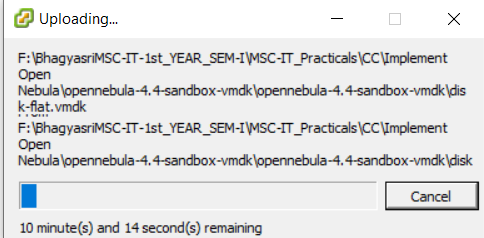 Uploading...
F:\BhagyasriMSC-IT-1st_YEAR_SEM-I\MSC-IT_Practicals\CC\Implement
Open
Nebula\opennebula-4.4-sandbox-vmdk\opennebula-4.4-sandbox-vmdk\dis
k-flat.vmdk
F:\BhagyasriMSC-IT-1st_YEAR_SEM-I\MSC-IT_Practicals\CC\Implement
Open
Nebula\opennebula-4.4-sandbox-vmdk\opennebula-4.4-sandbox-vmdk\disk
Cancel
10 minute(s) and 14 second(s) remaining